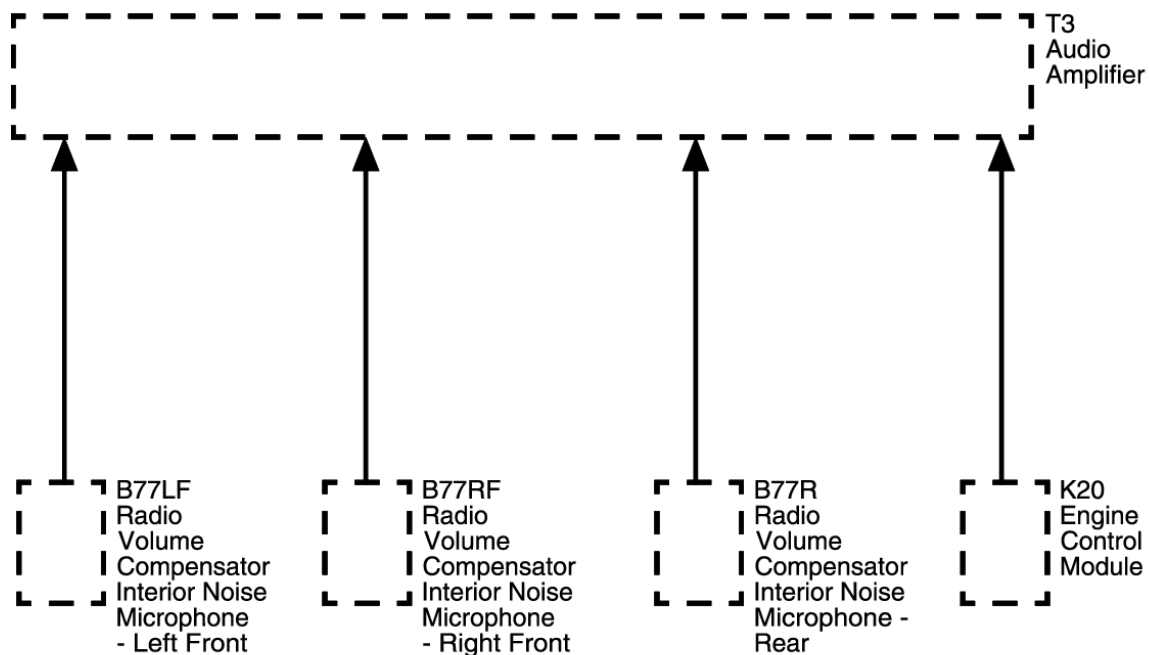 T3
Audio
Amplifier
B77LF
Radio
Volume
Compensator
Interior Noise
Microphone
- Left Front
B77RF
Radio
Volume
Compensator
Interior Noise
Microphone
- Right Front
B77R
Radio
Volume
Compensator
Interior Noise
Microphone -
Rear
K20
Engine
Control
Module